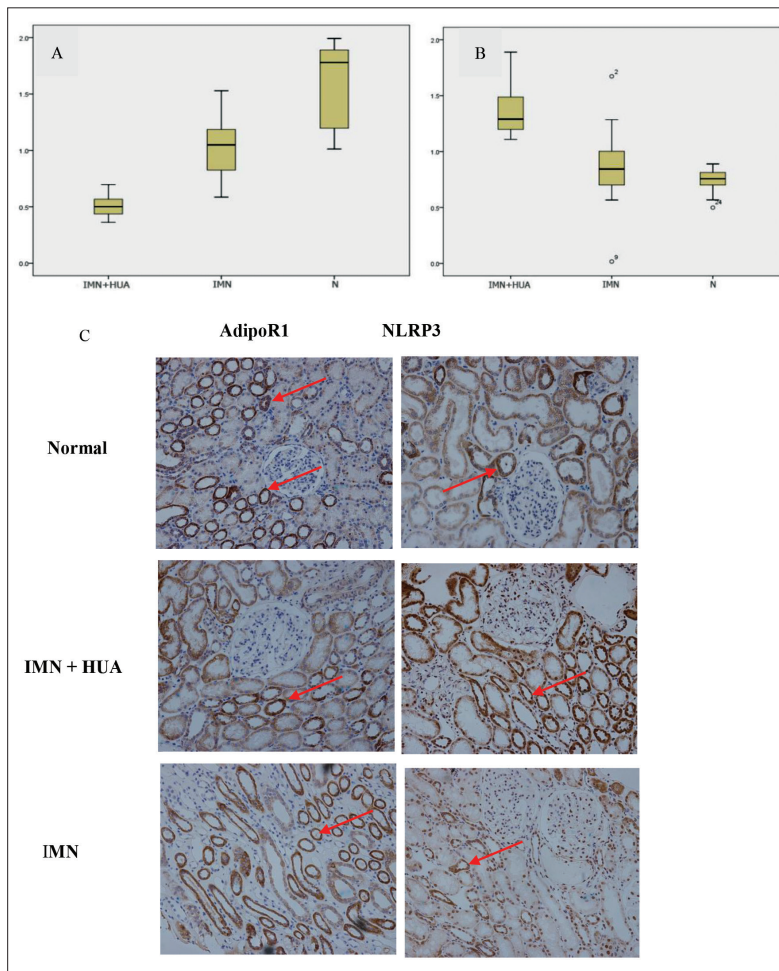 A
2.0
1.5
1.0
0.5
0.0
IMN+HUA IMN N
B
2.0
1.5
1.0
0.5
0.0
2
9
24
IMN+HUA IMN N
C
AdipoR1 NLRP3
Normal
IMN + HUA
IMN